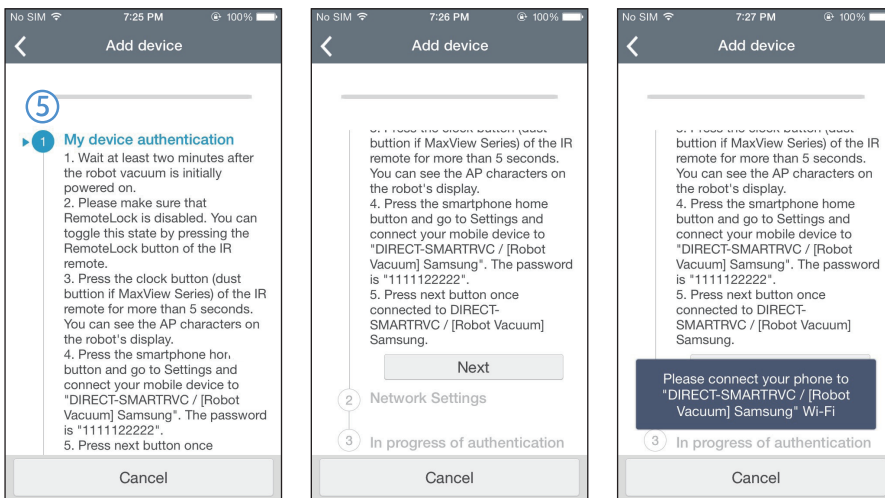 No SIM 7:25 PM 100%
Add device
5
1 My device authentication
1. Wait at least two minutes after
the robot vacuum is initially
powered on.
2. Please make sure that
RemoteLock is disabled. You can
toggle this state by pressing the
RemoteLock button of the IR
remote.
3. Press the clock button (dust
buttion if MaxView Series) of the IR
remote for more than 5 seconds.
You can see the AP characters on
the robot's display.
4. Press the smartphone
button and go to Settings and
connect your mobile device to
"DIRECT-SMARTRVC / [Robot
Vacuum] Samsung". The password
is "1111122222".
5. Press next button once
Cancel
No SIM 7:26 PM 100%
Add device
buttion if MaxView Series) of the IR
remote for more than 5 seconds.
You can see the AP characters on
the robot's display.
4. Press the smartphone home
button and go to Settings and
connect your mobile device to
"DIRECT-SMARTRVC / [Robot
Vacuum] Samsung". The password
is "1111122222".
5. Press next button once
connected to DIRECT-
SMARTRVC / [Robot Vacuum]
Samsung.
Next
2 Network Settings
3 In progress of authentication
Cancel
No SIM 7:27 PM 100%
Add device
buttion if MaxView Series) of the IR
remote for more than 5 seconds.
You can see the AP characters on
the robot's display.
4. Press the smartphone home
button and go to Settings and
connect your mobile device to
"DIRECT-SMARTRVC / [Robot
Vacuum] Samsung". The password
is "1111122222".
5. Press next button once
connected to DIRECT-
SMARTRVC / [Robot Vacuum]
Samsung.
Please connect your phone to
"DIRECT-SMARTRVC / [Robot
Vacuum] Samsung" Wi-Fi
3 In progress of authentication
Cancel